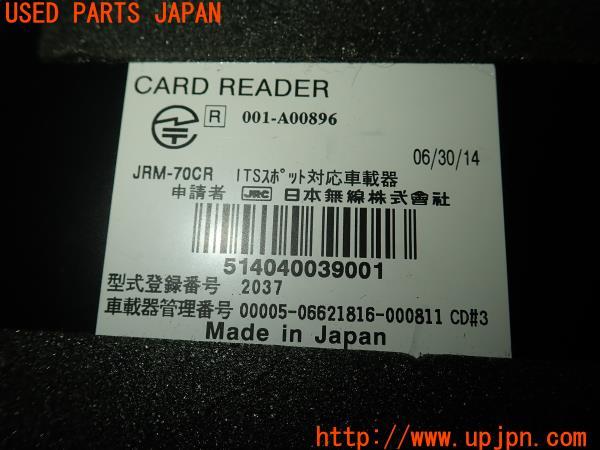 USED PARTS JAPAN
CARD READER
R 001-A00896
06/30/14
JRM-70CR ITSスポット対応車載器
申請者 JRC 日本無線株式會社
514040039001
型式登録番号 2037
車載器管理番号 00005-06621816-000811 CD#3
Made in Japan
http://www.upjpn.com